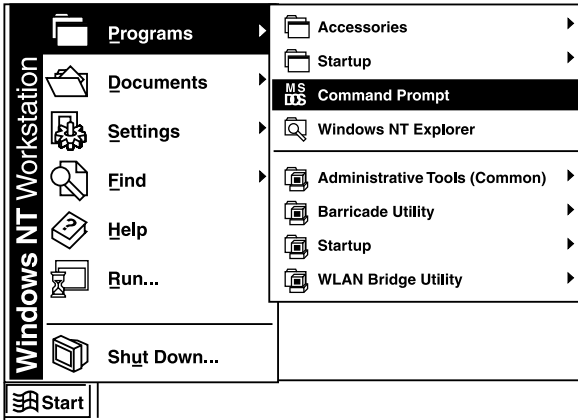 Windows NT Workstation
Programs
Documents
Settings
Find
Help
Run...
Shut Down...
Start
Accessories
Startup
MS
DOS
Command Prompt
Windows NT Explorer
Administrative Tools (Common)
Barricade Utility
Startup
WLAN Bridge Utility